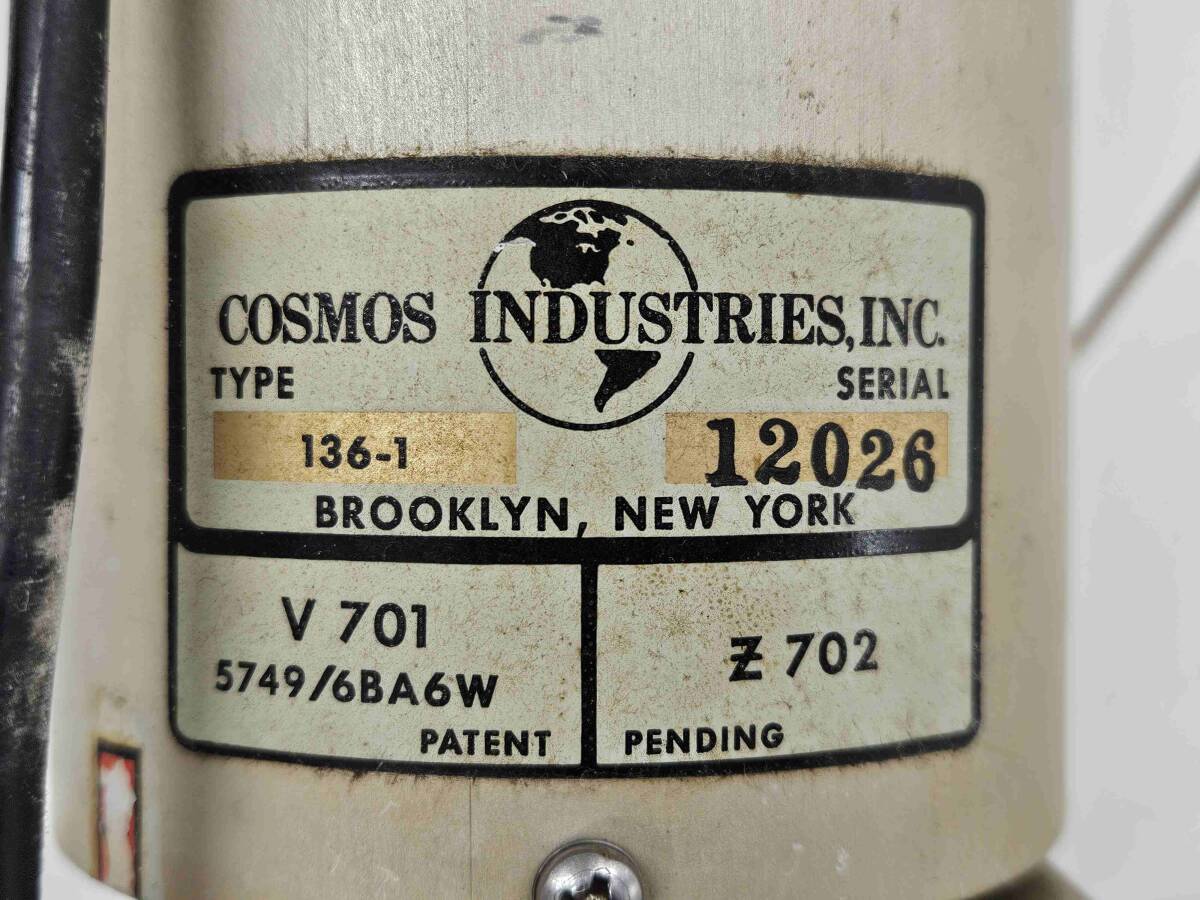 COSMOS INDUSTRIES, INC.
TYPE SERIAL
136-1 12026
BROOKLYN, NEW YORK
V 701
5749/6BA6W
PATENT
Ƶ 702
PENDING